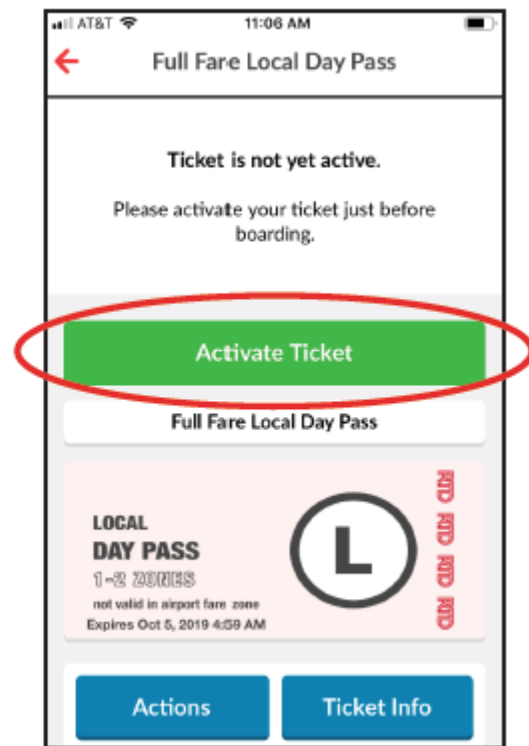 AT&T 11:06 AM
Full Fare Local Day Pass
Ticket is not yet active.
Please activate your ticket just before
boarding.
Activate Ticket
Full Fare Local Day Pass
LOCAL
DAY PASS
1-2 ZONES
not valid in airport fare zone
Expires Oct 5, 2019 4:59 AM
L
RTD RTD RTD RTD
Actions Ticket Info